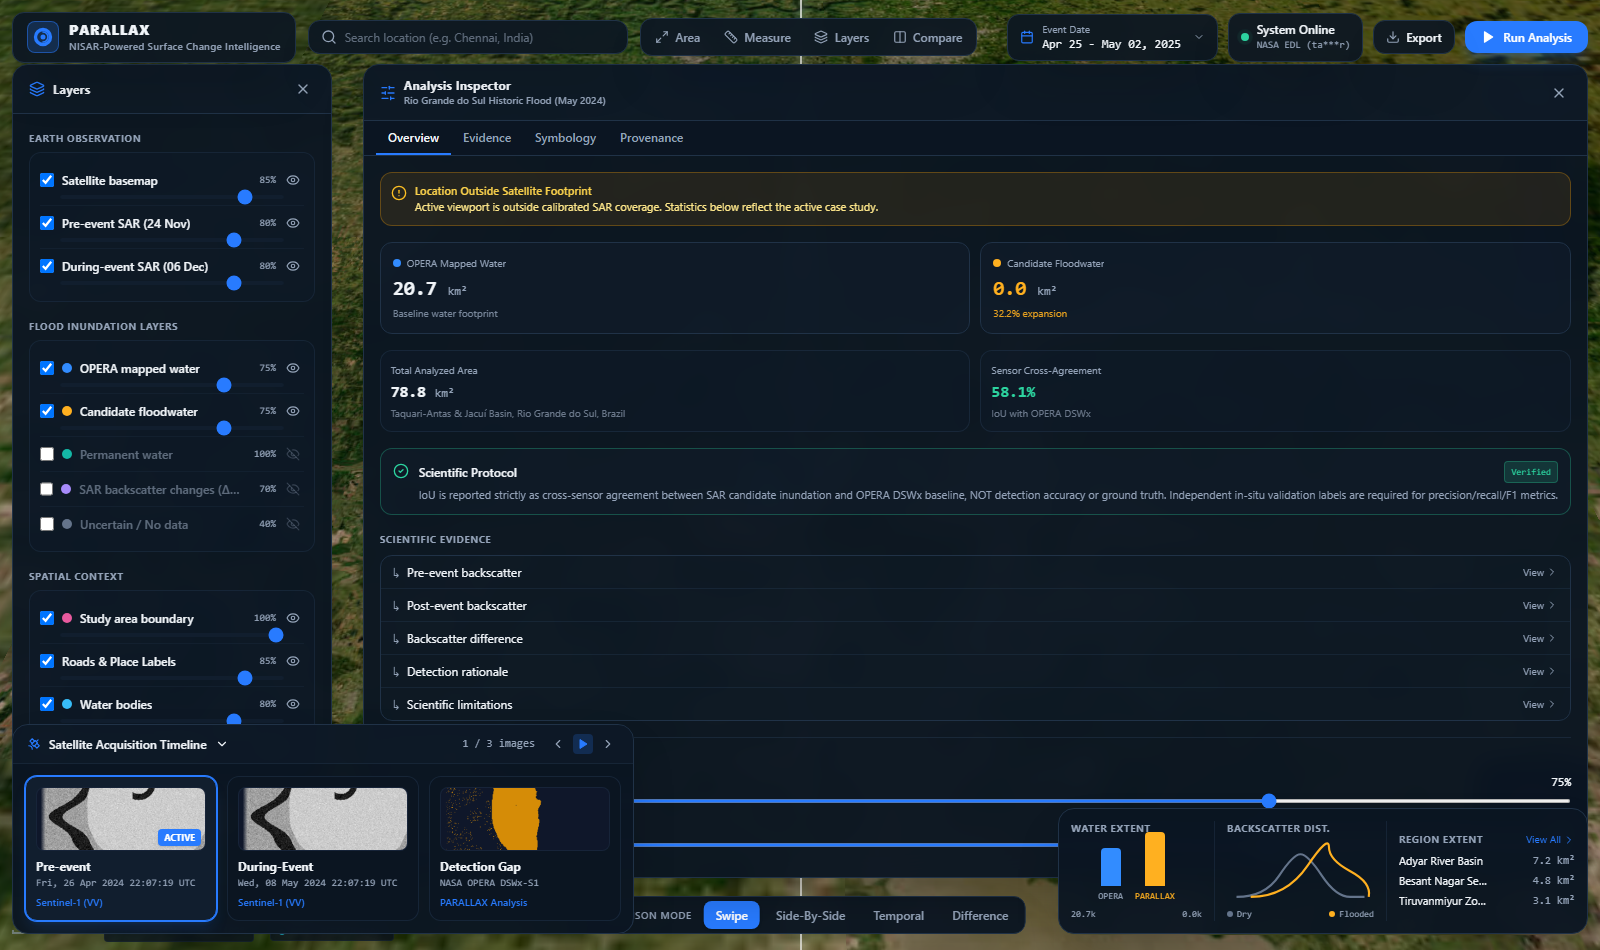 PARALLAX
NISAR-Powered Surface Change Intelligence
Search location (e.g. Chennai, India)
Area
Measure
Layers
Compare
Event Date
Apr 25 - May 02, 2025
System Online
NASA EDL (ta***r)
Export
Run Analysis
Layers
EARTH OBSERVATION
Satellite basemap 85%
Pre-event SAR (24 Nov) 80%
During-event SAR (06 Dec) 80%
FLOOD INUNDATION LAYERS
OPERA mapped water 75%
Candidate floodwater 75%
Permanent water 100%
SAR backscatter changes (Δ... 70%
Uncertain / No data 40%
SPATIAL CONTEXT
Study area boundary 100%
Roads & Place Labels 85%
Water bodies 80%
Analysis Inspector
Rio Grande do Sul Historic Flood (May 2024)
Overview
Evidence
Symbology
Provenance
Location Outside Satellite Footprint
Active viewport is outside calibrated SAR coverage. Statistics below reflect the active case study.
OPERA Mapped Water
20.7 km²
Baseline water footprint
Candidate Floodwater
0.0 km²
32.2% expansion
Total Analyzed Area
78.8 km²
Taquari-Antas & Jacuí Basin, Rio Grande do Sul, Brazil
Sensor Cross-Agreement
58.1%
IoU with OPERA DSWx
Scientific Protocol
Verified
IoU is reported strictly as cross-sensor agreement between SAR candidate inundation and OPERA DSWx baseline, NOT detection accuracy or ground truth. Independent in-situ validation labels are required for precision/recall/F1 metrics.
SCIENTIFIC EVIDENCE
↳ Pre-event backscatter View
↳ Post-event backscatter View
↳ Backscatter difference View
↳ Detection rationale View
↳ Scientific limitations View
75%
Satellite Acquisition Timeline
1 / 3 images
ACTIVE
Pre-event
Fri, 26 Apr 2024 22:07:19 UTC
Sentinel-1 (VV)
During-Event
Wed, 08 May 2024 22:07:19 UTC
Sentinel-1 (VV)
Detection Gap
NASA OPERA DSWx-S1
PARALLAX Analysis
SON MODE
Swipe
Side-By-Side
Temporal
Difference
WATER EXTENT
OPERA
PARALLAX
20.7k
0.0k
BACKSCATTER DIST.
Dry
Flooded
REGION EXTENT
View All
Adyar River Basin 7.2 km²
Besant Nagar Se... 4.8 km²
Tiruvanmiyur Zo... 3.1 km²